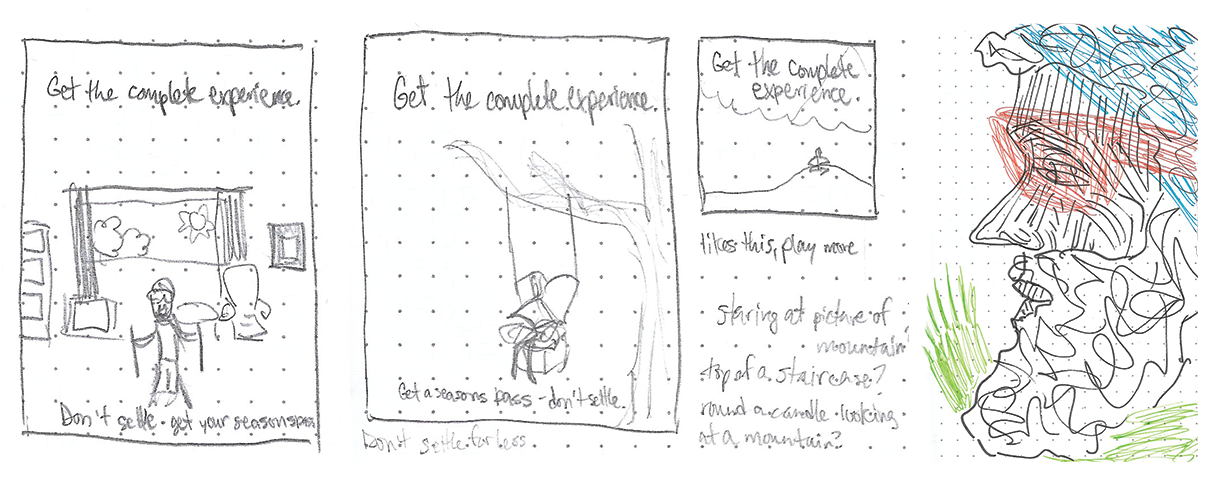 Get the complete experience.
Don't settle · get your seasons pass
Get the complete experience.
Get a seasons pass - don't settle.
Don't settle for less.
Get the complete
experience.
likes this, play more
staring at picture of
mountain?
top of a staircase?
round a candle · looking
at a mountain?